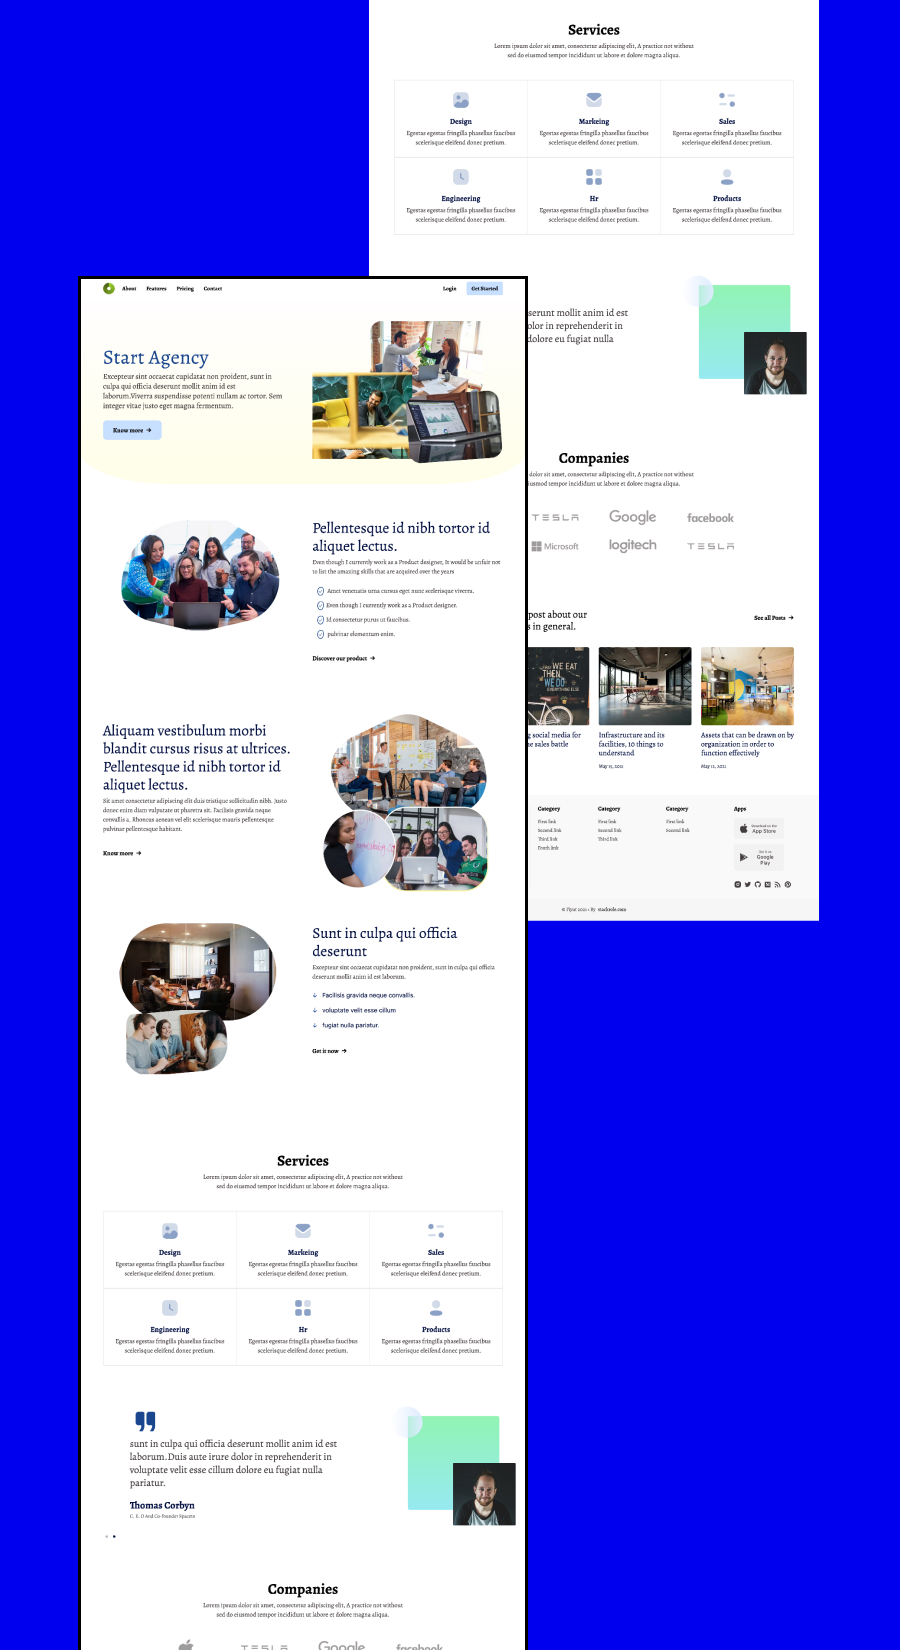 Services
Lorem ipsum dolor sit amet, consectetur adipiscing elit, A practice not without
sed do eiusmod tempor incididunt ut labore et dolore magna aliqua.
Design
Egestas egestas fringilla phasellus faucibus
scelerisque eleifend donec pretium.
Markeing
Egestas egestas fringilla phasellus faucibus
scelerisque eleifend donec pretium.
Sales
Egestas egestas fringilla phasellus faucibus
scelerisque eleifend donec pretium.
Engineering
Egestas egestas fringilla phasellus faucibus
scelerisque eleifend donec pretium.
Hr
Egestas egestas fringilla phasellus faucibus
scelerisque eleifend donec pretium.
Products
Egestas egestas fringilla phasellus faucibus
scelerisque eleifend donec pretium.
serunt mollit anim id est
olor in reprehenderit in
dolore eu fugiat nulla
Companies
dolor sit amet, consectetur adipiscing elit, A practice not without
eiusmod tempor incididunt ut labore et dolore magna aliqua.
TESLA Google facebook
Microsoft logitech TESLA
post about our
s in general.
See all Posts →
WE EAT
THEN
WE DO
EVERYTHING ELSE
g social media for
he sales battle
Infrastructure and its
facilities, 10 things to
understand
May 15, 2021
Assets that can be drawn on by
organization in order to
function effectively
May 12, 2021
Category
First link
Second link
Third link
Fouth link
Category
First link
Second link
Third link
Category
First link
Second link
Apps
Download on the
App Store
Get it on
Google
Play
© Flyur 2021 • By stackrole.com
About Features Pricing Contact Login Get Started
Start Agency
Excepteur sint occaecat cupidatat non proident, sunt in
culpa qui officia deserunt mollit anim id est
laborum.Viverra suspendisse potenti nullam ac tortor. Sem
integer vitae justo eget magna fermentum.
Know more →
Pellentesque id nibh tortor id
aliquet lectus.
Even though I currently work as a Product designer, It would be unfair not
to list the amazing skills that are acquired over the years
Amet venenatis urna cursus eget nunc scelerisque viverra.
Even though I currently work as a Product designer.
Id consectetur purus ut faucibus.
pulvinar elementum enim.
Discover our product →
Aliquam vestibulum morbi
blandit cursus risus at ultrices.
Pellentesque id nibh tortor id
aliquet lectus.
Sit amet consectetur adipiscing elit duis tristique sollicitudin nibh. Justo
donec enim diam vulputate ut pharetra sit. Facilisis gravida neque
convallis a. Rhoncus aenean vel elit scelerisque mauris pellentesque
pulvinar pellentesque habitant.
Know more →
Sunt in culpa qui officia
deserunt
Excepteur sint occaecat cupidatat non proident, sunt in culpa qui officia
deserunt mollit anim id est laborum.
Facilisis gravida neque convallis.
voluptate velit esse cillum
fugiat nulla pariatur.
Get it now →
Services
Lorem ipsum dolor sit amet, consectetur adipiscing elit, A practice not without
sed do eiusmod tempor incididunt ut labore et dolore magna aliqua.
Design
Egestas egestas fringilla phasellus faucibus
scelerisque eleifend donec pretium.
Markeing
Egestas egestas fringilla phasellus faucibus
scelerisque eleifend donec pretium.
Sales
Egestas egestas fringilla phasellus faucibus
scelerisque eleifend donec pretium.
Engineering
Egestas egestas fringilla phasellus faucibus
scelerisque eleifend donec pretium.
Hr
Egestas egestas fringilla phasellus faucibus
scelerisque eleifend donec pretium.
Products
Egestas egestas fringilla phasellus faucibus
scelerisque eleifend donec pretium.
sunt in culpa qui officia deserunt mollit anim id est
laborum.Duis aute irure dolor in reprehenderit in
voluptate velit esse cillum dolore eu fugiat nulla
pariatur.
Thomas Corbyn
C. E. O And Co-founder Spaceto
Companies
Lorem ipsum dolor sit amet, consectetur adipiscing elit, A practice not without
sed do eiusmod tempor incididunt ut labore et dolore magna aliqua.
TESLA Google facebook